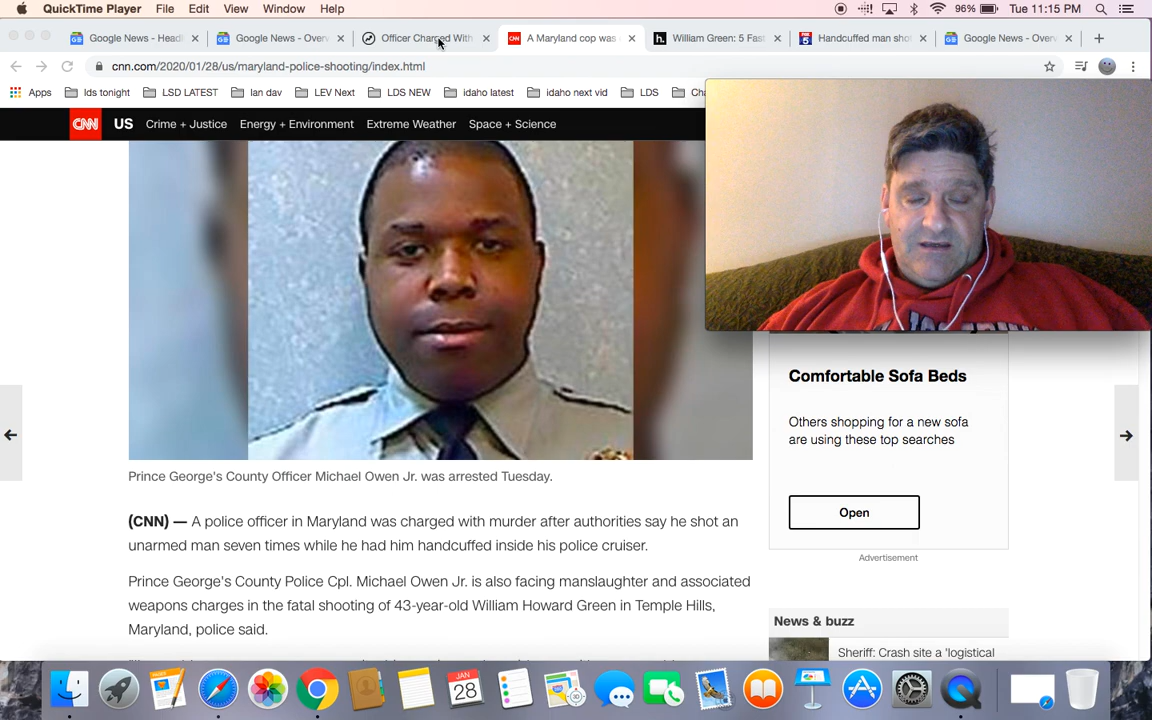 QuickTime Player File Edit View Window Help 96% Tue 11:15 PM
Google News - Headl Google News - Over Officer Charged With A Maryland cop was William Green: 5 Fas Handcuffed man sho Google News - Over
cnn.com/2020/01/28/us/maryland-police-shooting/index.html
Apps lds tonight LSD LATEST Ian dav LEV Next LDS NEW idaho latest idaho next vid LDS Cha
CNN US Crime + Justice Energy + Environment Extreme Weather Space + Science
Comfortable Sofa Beds
Others shopping for a new sofa
are using these top searches
Open
Advertisement
Prince George's County Officer Michael Owen Jr. was arrested Tuesday.
(CNN) — A police officer in Maryland was charged with murder after authorities say he shot an
unarmed man seven times while he had him handcuffed inside his police cruiser.
Prince George's County Police Cpl. Michael Owen Jr. is also facing manslaughter and associated
weapons charges in the fatal shooting of 43-year-old William Howard Green in Temple Hills,
Maryland, police said.
News & buzz
Sheriff: Crash site a 'logistical
JAN
28